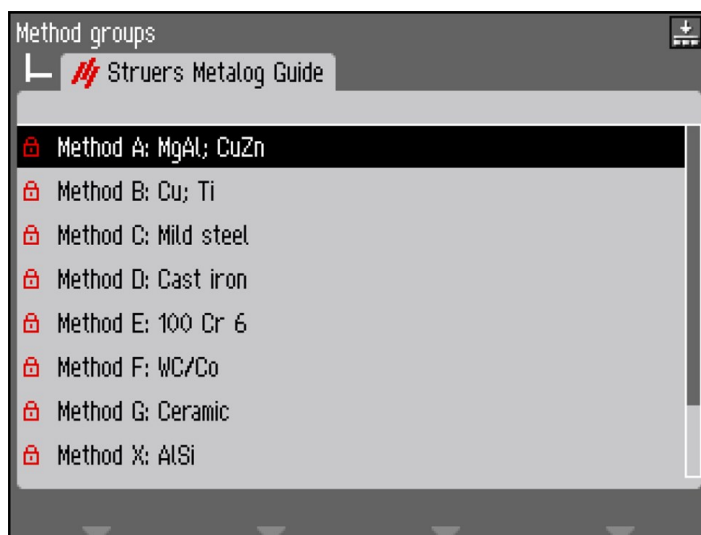 Method groups
Struers Metalog Guide
Method A: MgAl; CuZn
Method B: Cu; Ti
Method C: Mild steel
Method D: Cast iron
Method E: 100 Cr 6
Method F: WC/Co
Method G: Ceramic
Method X: AlSi